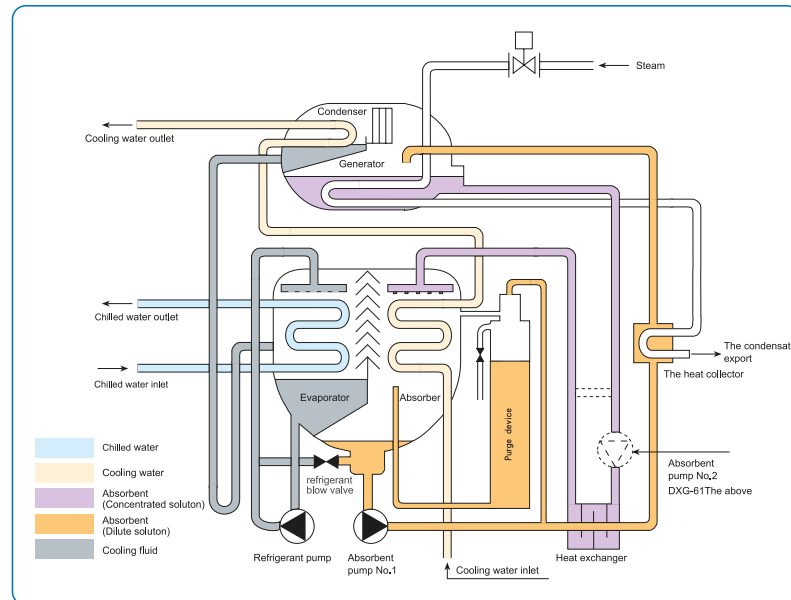 Steam
Condenser
Cooling water outlet
Generator
Chilled water outlet
Chilled water inlet
The condensat
export
The heat collector
Evaporator
Absorber
Purge device
Chilled water
Cooling water
Absorbent
(Concentrated soluton)
Absorbent
(Dilute soluton)
Cooling fluid
refrigerant
blow valve
Absorbent
pump No.2
DXG-61The above
Refrigerant pump
Absorbent
pump No.1
Cooling water inlet
Heat exchanger